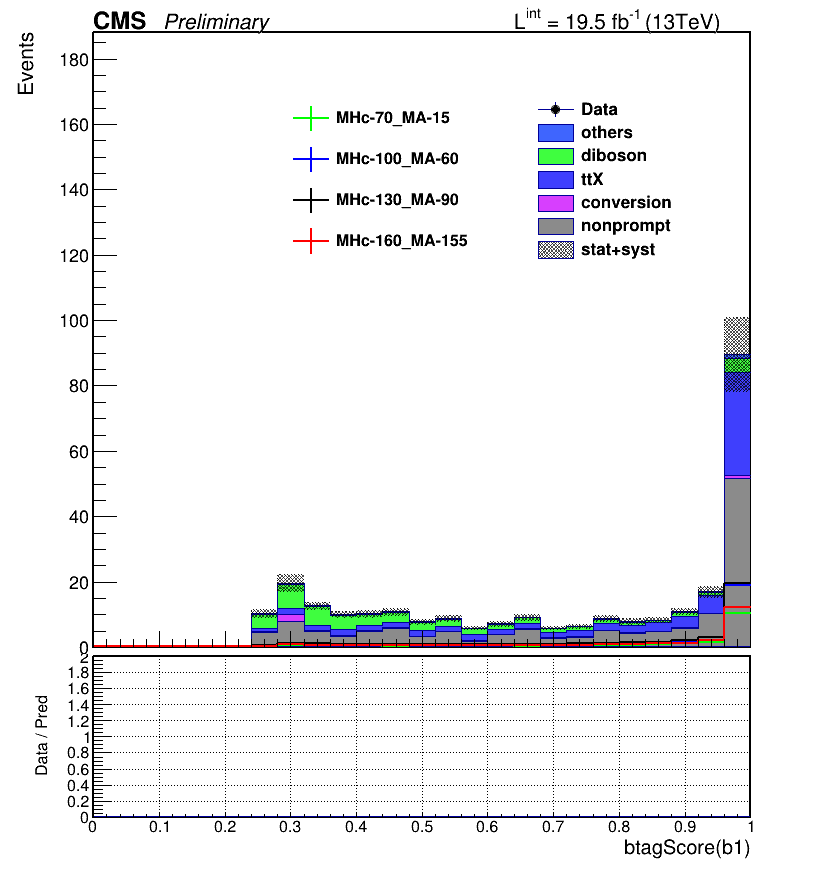 CMS Preliminary L^int = 19.5 fb^-1 (13TeV)
Events
180
160
140
120
100
80
60
40
20
0
MHc-70_MA-15
MHc-100_MA-60
MHc-130_MA-90
MHc-160_MA-155
Data
others
diboson
ttX
conversion
nonprompt
stat+syst
Data / Pred
2
1.8
1.6
1.4
1.2
1
0.8
0.6
0.4
0.2
0
0 0.1 0.2 0.3 0.4 0.5 0.6 0.7 0.8 0.9 1
btagScore(b1)